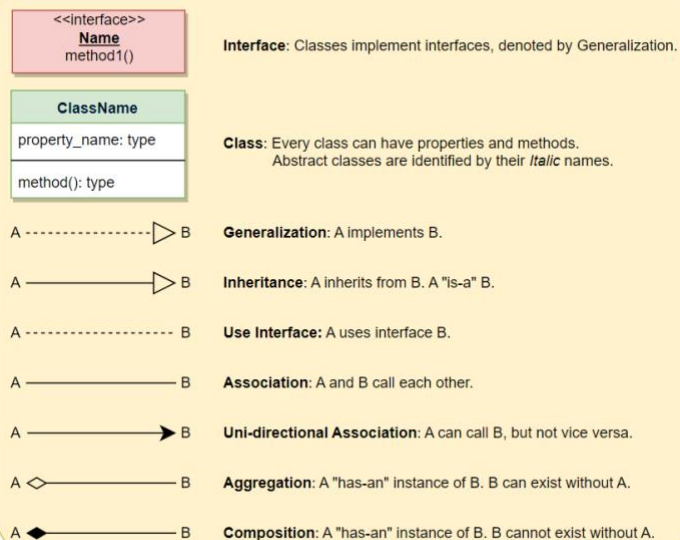 <<interface>>
Name
method1()
Interface: Classes implement interfaces, denoted by Generalization.
ClassName
property_name: type
method(): type
Class: Every class can have properties and methods.
Abstract classes are identified by their Italic names.
A B Generalization: A implements B.
A B Inheritance: A inherits from B. A "is-a" B.
A B Use Interface: A uses interface B.
A B Association: A and B call each other.
A B Uni-directional Association: A can call B, but not vice versa.
A B Aggregation: A "has-an" instance of B. B can exist without A.
A B Composition: A "has-an" instance of B. B cannot exist without A.